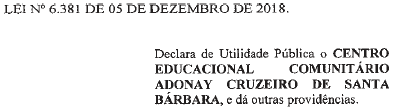 LEI Nº 6.381 DE 05 DE DEZEMBRO DE 2018.
Declara de Utilidade Pública o CENTRO
EDUCACIONAL COMUNITÁRIO
ADONAY CRUZEIRO DE SANTA
BÁRBARA, e dá outras providências.